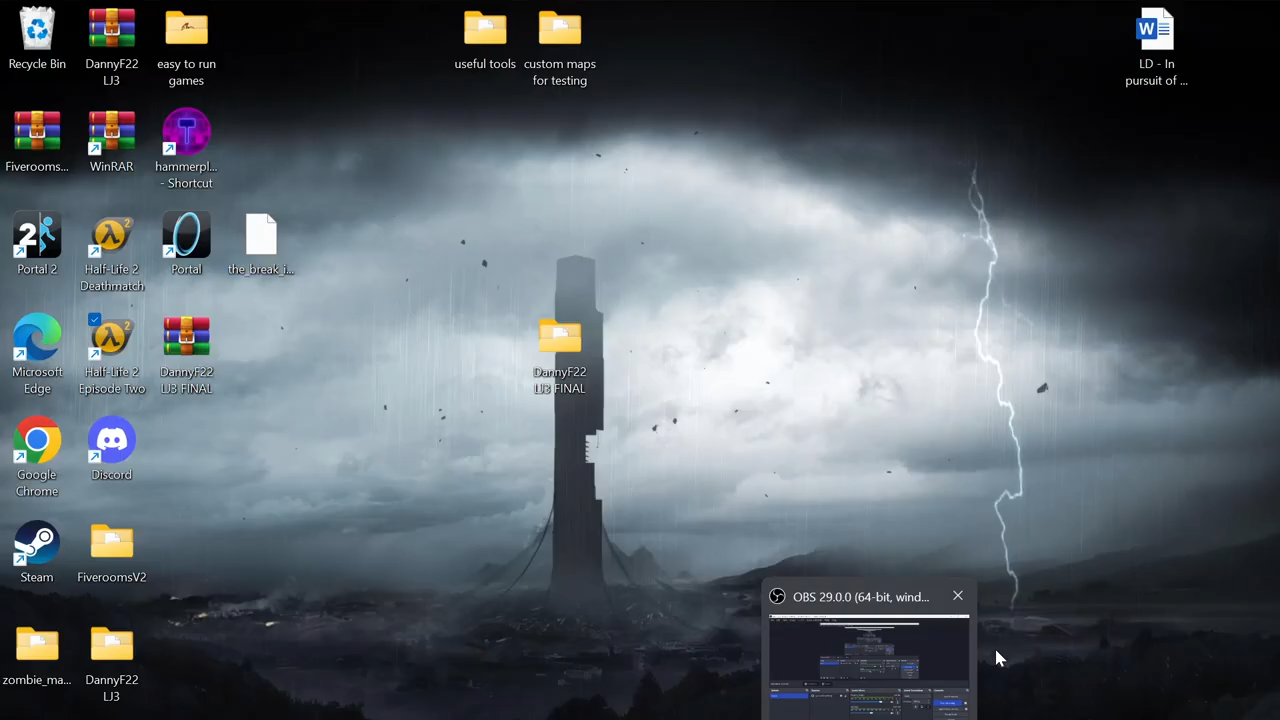 Recycle Bin
DannyF22
LJ3
easy to run
games
useful tools
custom maps
for testing
LD - In
pursuit of ...
Fiverooms...
WinRAR
hammerpl...
- Shortcut
Portal 2
Half-Life 2
Deathmatch
Portal
the_break_i...
Microsoft
Edge
Half-Life 2
Episode Two
DannyF22
LJ3 FINAL
DannyF22
LJ3 FINAL
Google
Chrome
Discord
Steam
FiveroomsV2
OBS 29.0.0 (64-bit, wind...
zombie_ma...
DannyF22
LJ3